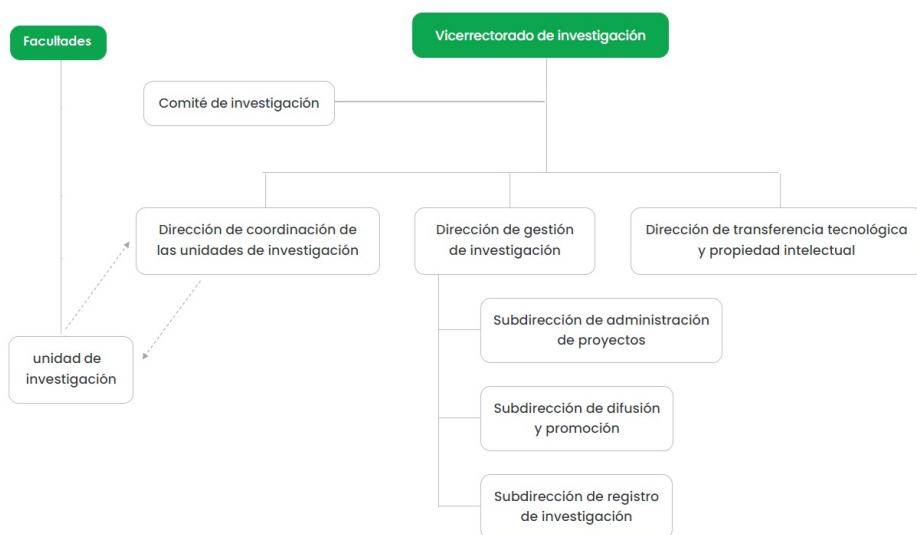 Facultades
Vicerrectorado de investigación
Comité de investigación
Dirección de coordinación de
las unidades de investigación
Dirección de gestión
de investigación
Dirección de transferencia tecnológica
y propiedad intelectual
Subdirección de administración
de proyectos
unidad de
investigación
Subdirección de difusión
y promoción
Subdirección de registro
de investigación